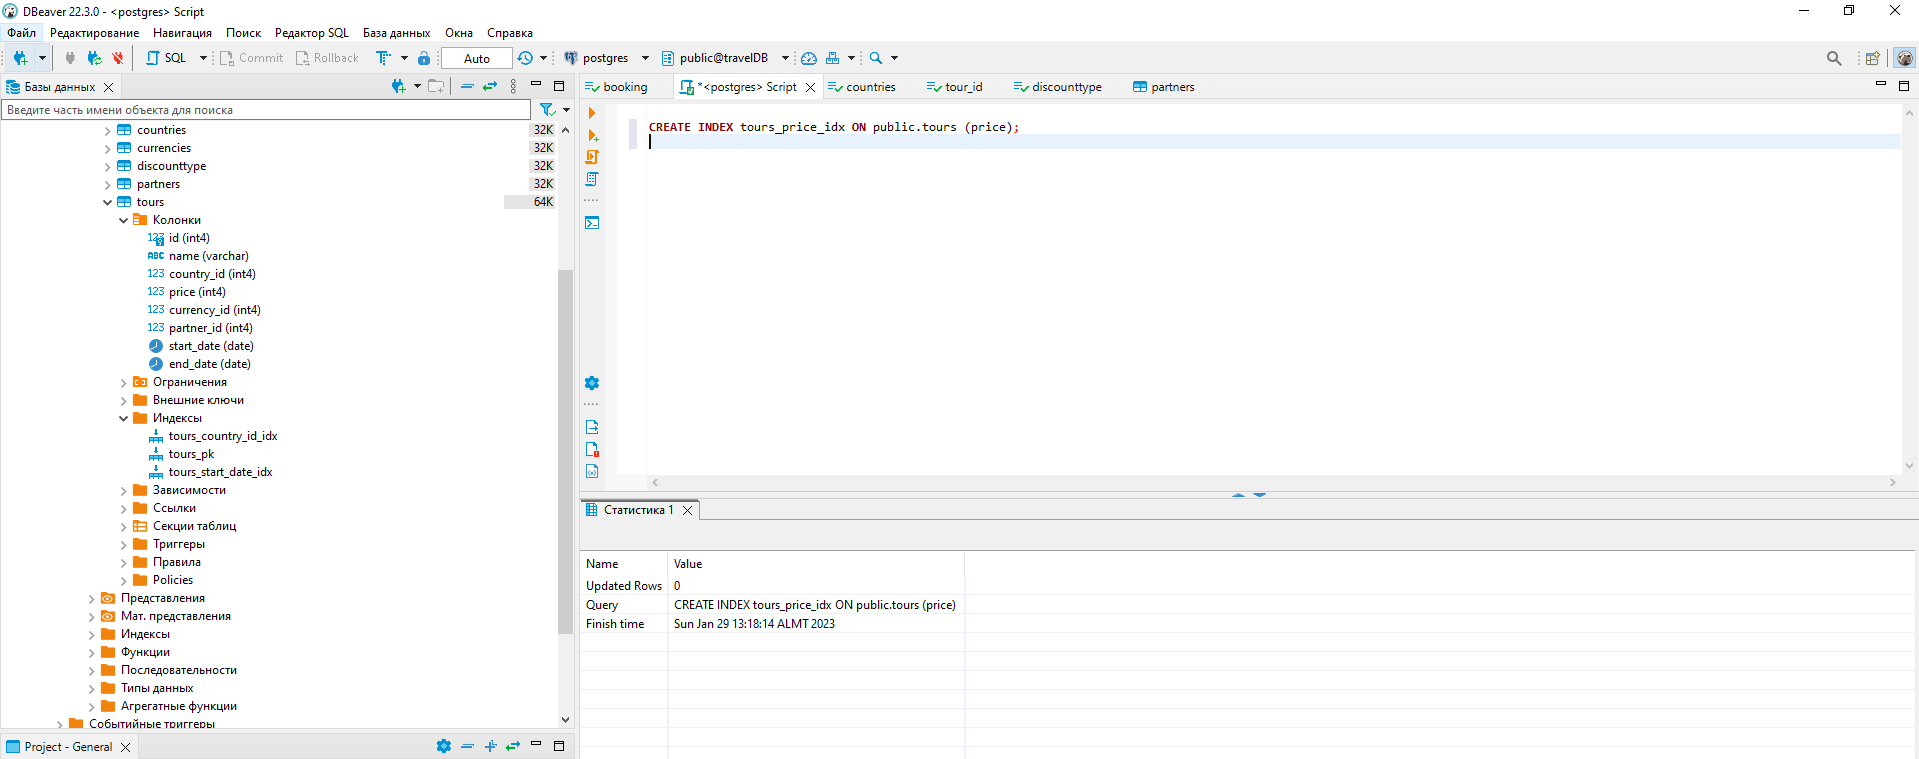 DBeaver 22.3.0 - <postgres> Script
Файл Редактирование Навигация Поиск Редактор SQL База данных Окна Справка
SQL Commit Rollback Auto postgres public@travelDB
Базы данных
Введите часть имени объекта для поиска
countries 32K
currencies 32K
discounttype 32K
partners 32K
tours 64K
Колонки
123 id (int4)
ABC name (varchar)
123 country_id (int4)
123 price (int4)
123 currency_id (int4)
123 partner_id (int4)
start_date (date)
end_date (date)
Ограничения
Внешние ключи
Индексы
tours_country_id_idx
tours_pk
tours_start_date_idx
Зависимости
Ссылки
Секции таблиц
Триггеры
Правила
Policies
Представления
Мат. представления
Индексы
Функции
Последовательности
Типы данных
Агрегатные функции
Событийные триггеры
Project - General
booking *<postgres> Script countries tour_id discounttype partners
CREATE INDEX tours_price_idx ON public.tours (price);
Статистика 1
Name Value
Updated Rows 0
Query CREATE INDEX tours_price_idx ON public.tours (price)
Finish time Sun Jan 29 13:18:14 ALMT 2023